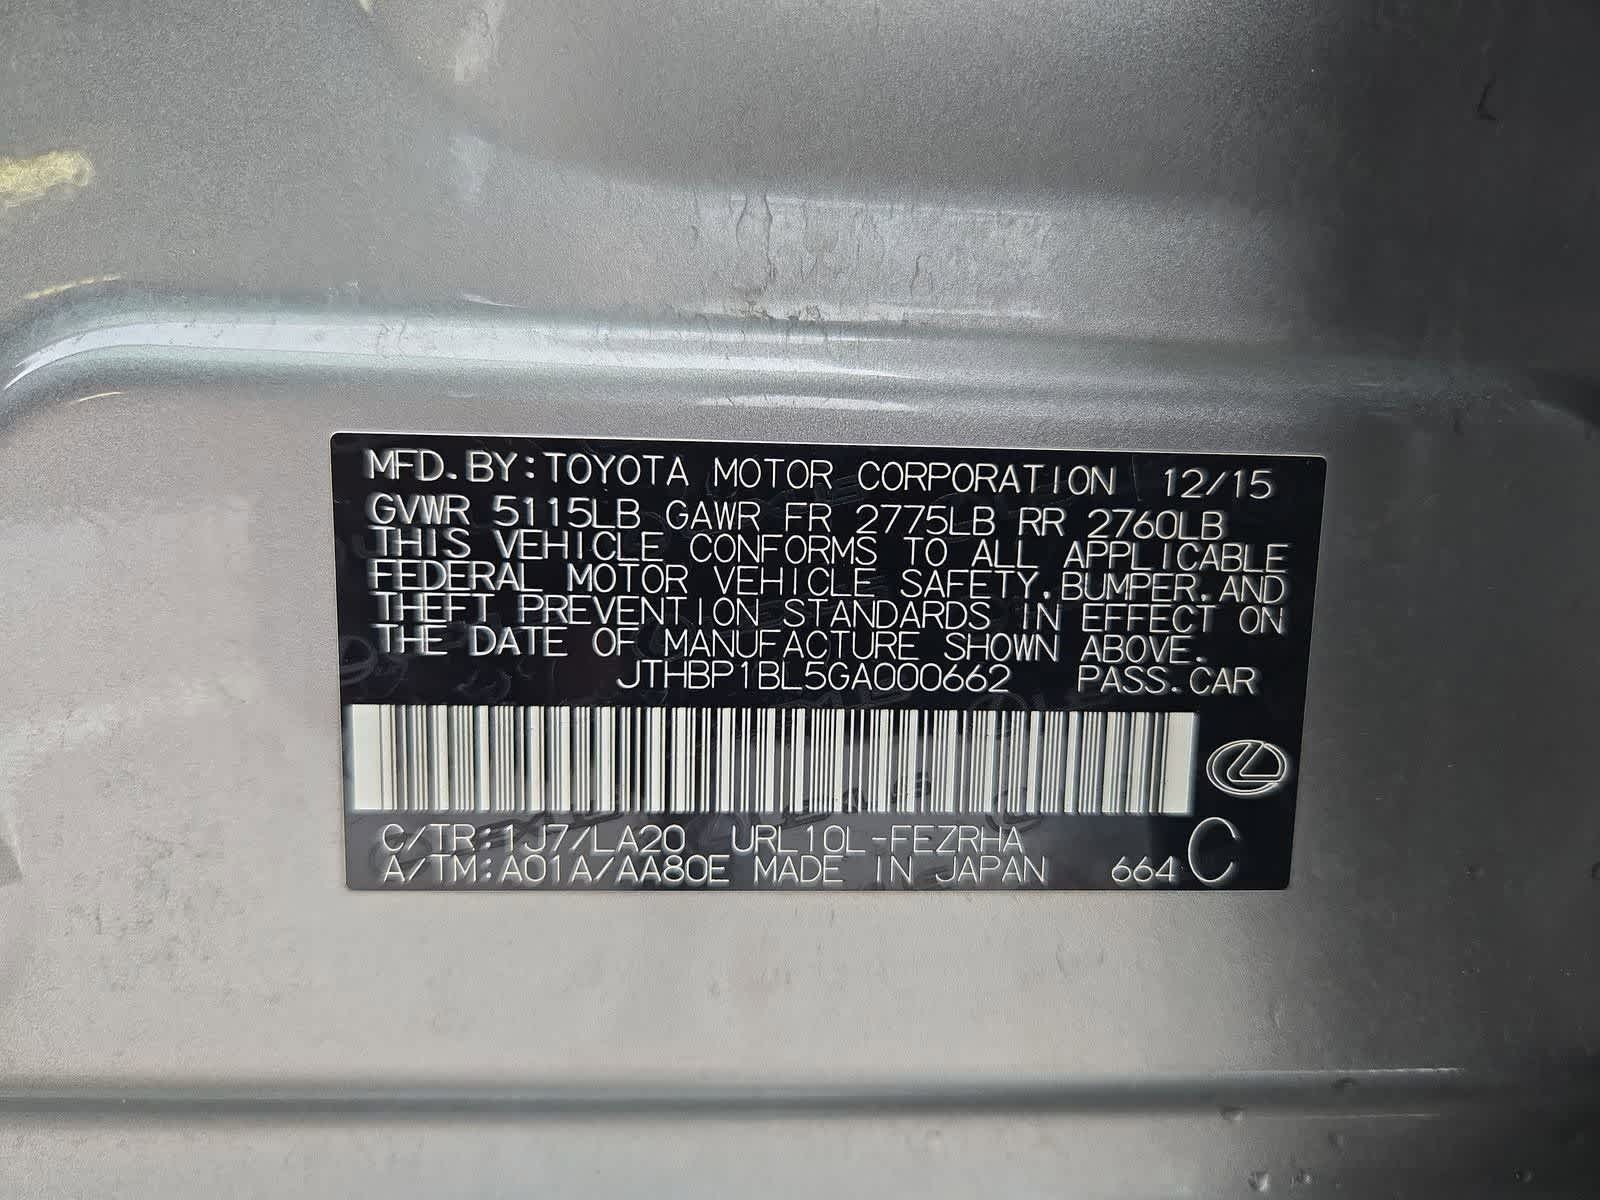 MFD.BY:TOYOTA MOTOR CORPORATION 12/15
GVWR 5115LB GAWR FR 2775LB RR 2760LB
THIS VEHICLE CONFORMS TO ALL APPLICABLE
FEDERAL MOTOR VEHICLE SAFETY.BUMPER.AND
THEFT PREVENTION STANDARDS IN EFFECT ON
THE DATE OF MANUFACTURE SHOWN ABOVE.
JTHBP1BL5GA000662 PASS.CAR
C/TR:1J7/LA20 URL10L-FEZRHA
A/TM:A01A/AA80E MADE IN JAPAN 664 C